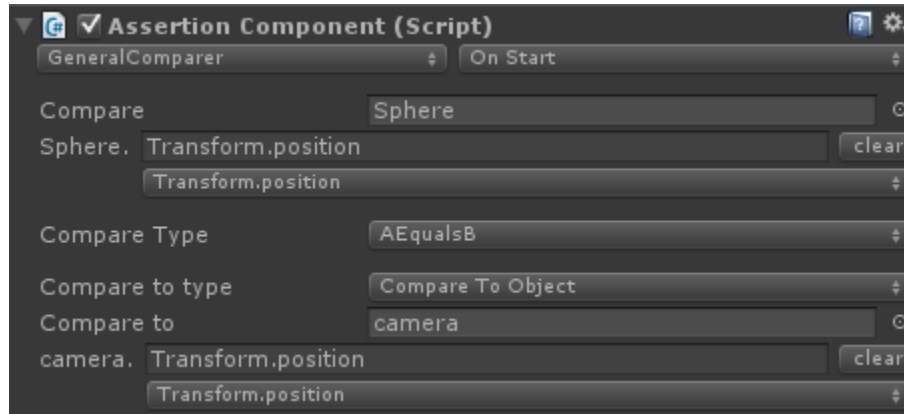 Assertion Component (Script)
GeneralComparer On Start
Compare Sphere
Sphere. Transform.position clear
Transform.position
Compare Type AEqualsB
Compare to type Compare To Object
Compare to camera
camera. Transform.position clear
Transform.position